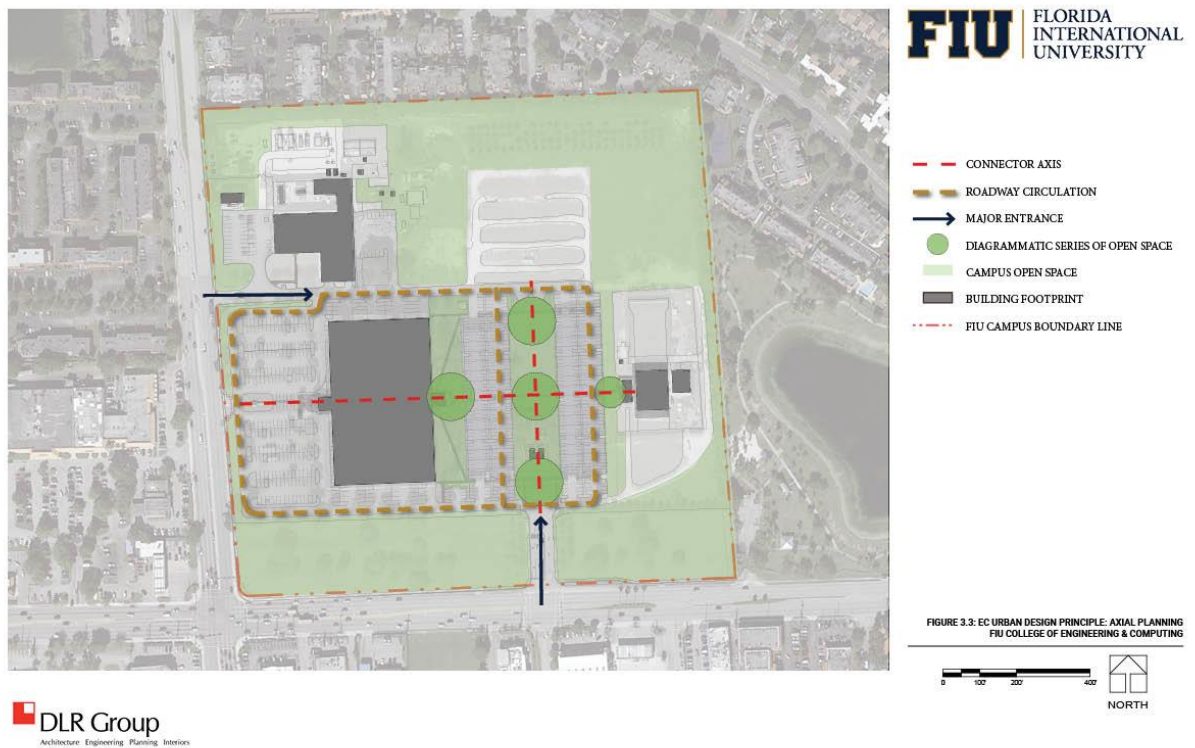 FIU
FLORIDA
INTERNATIONAL
UNIVERSITY
CONNECTOR AXIS
ROADWAY CIRCULATION
MAJOR ENTRANCE
DIAGRAMMATIC SERIES OF OPEN SPACE
CAMPUS OPEN SPACE
BUILDING FOOTPRINT
FIU CAMPUS BOUNDARY LINE
FIGURE 3.3: EC URBAN DESIGN PRINCIPLE: AXIAL PLANNING
FIU COLLEGE OF ENGINEERING & COMPUTING
0 100' 200' 400'
NORTH
DLR Group
Architecture Engineering Planning Interiors